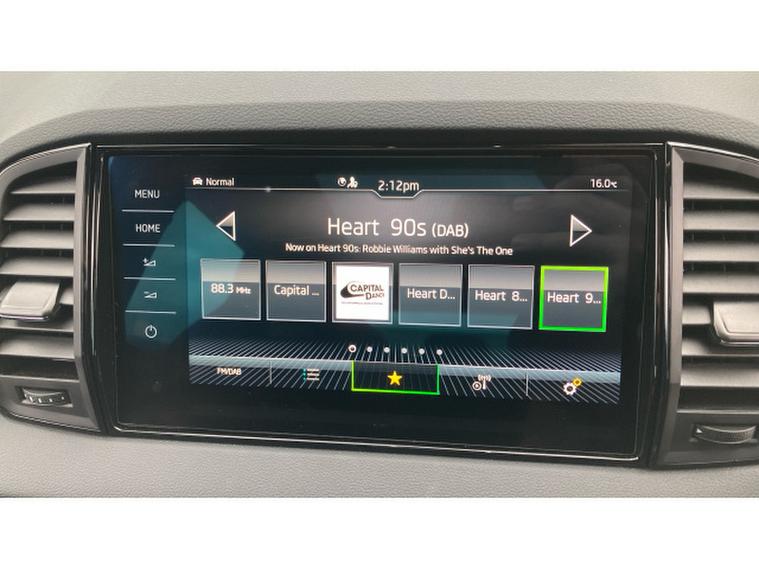 Normal 2:12pm 16.0°C
MENU
HOME
Heart 90s (DAB)
Now on Heart 90s: Robbie Williams with She's The One
88.3 MHz Capital ... CAPITAL DANCE Heart D... Heart 8... Heart 9...
FM/DAB